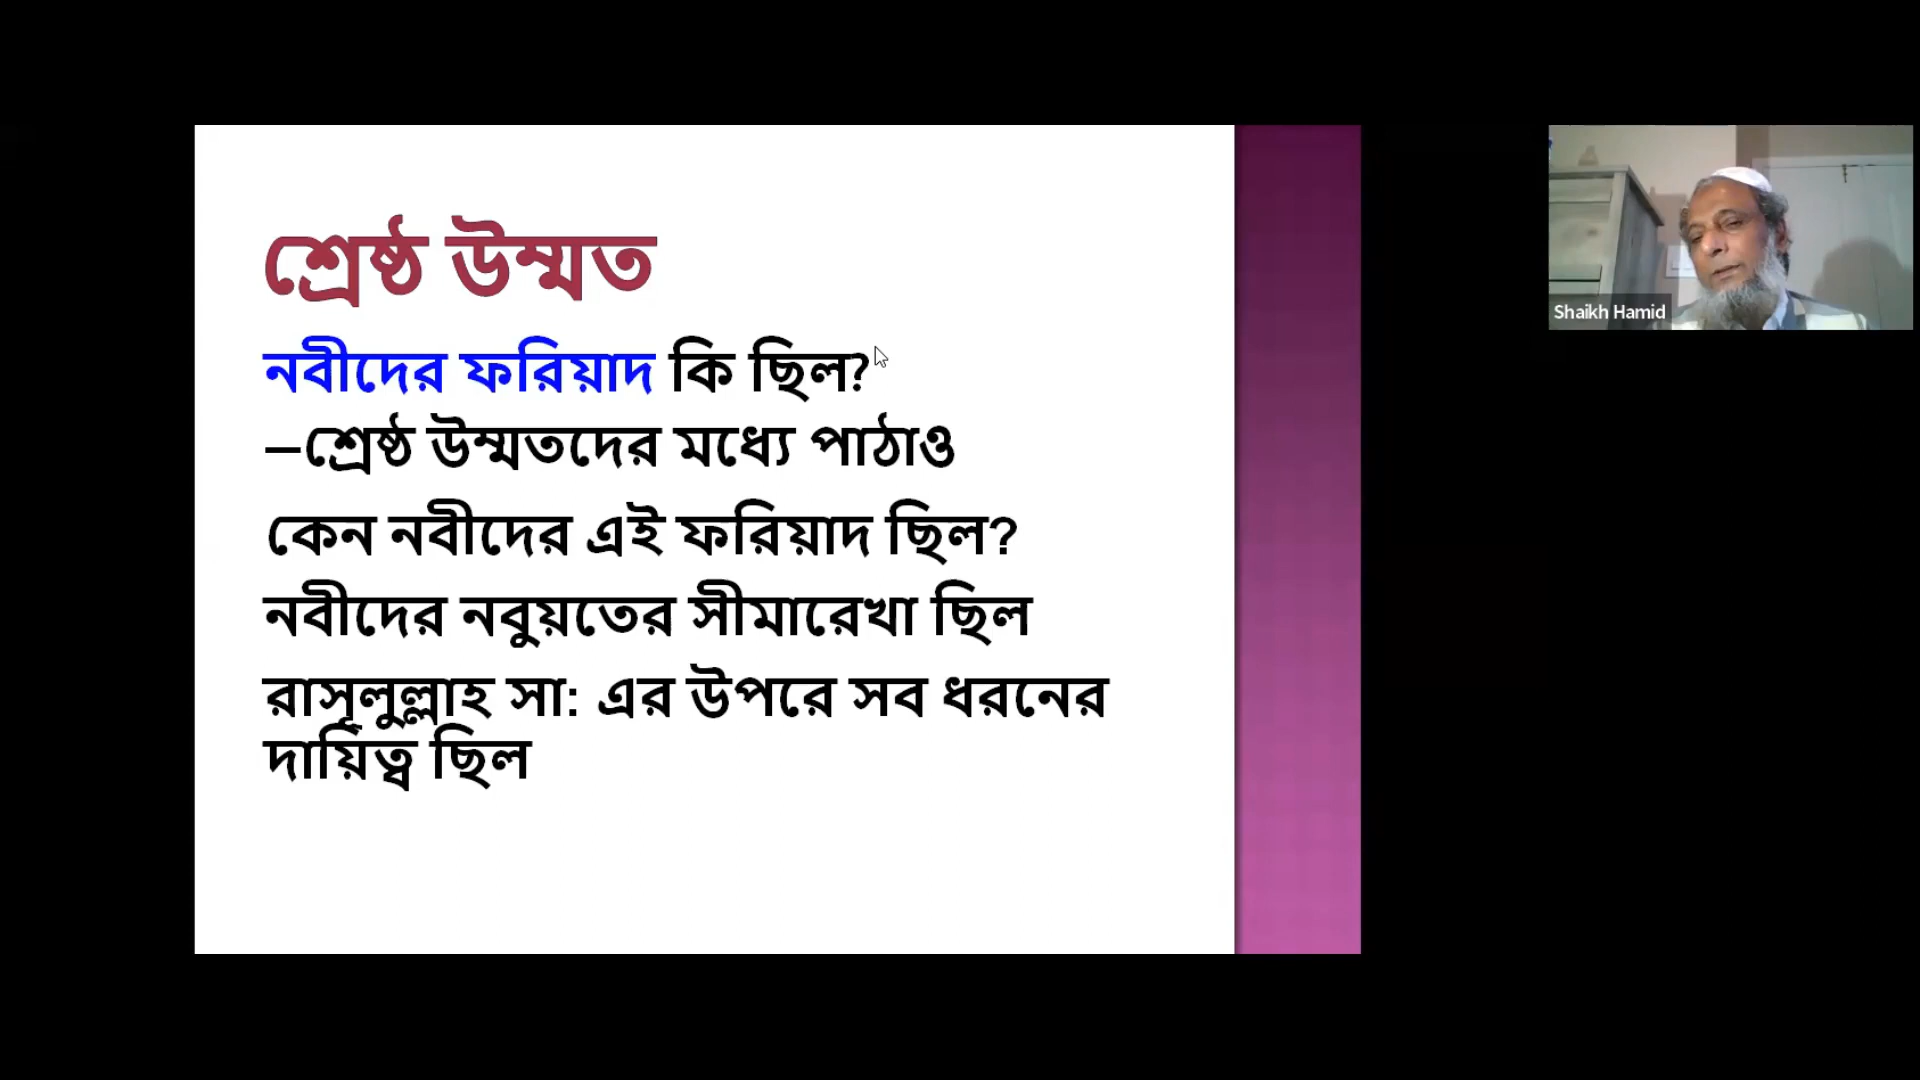 শ্রেষ্ঠ উম্মত
নবীদের ফরিয়াদ কি ছিল?
–শ্রেষ্ঠ উম্মতদের মধ্যে পাঠাও
কেন নবীদের এই ফরিয়াদ ছিল?
নবীদের নবুয়তের সীমারেখা ছিল
রাসূলুল্লাহ সা: এর উপরে সব ধরনের
দায়িত্ব ছিল
Shaikh Hamid